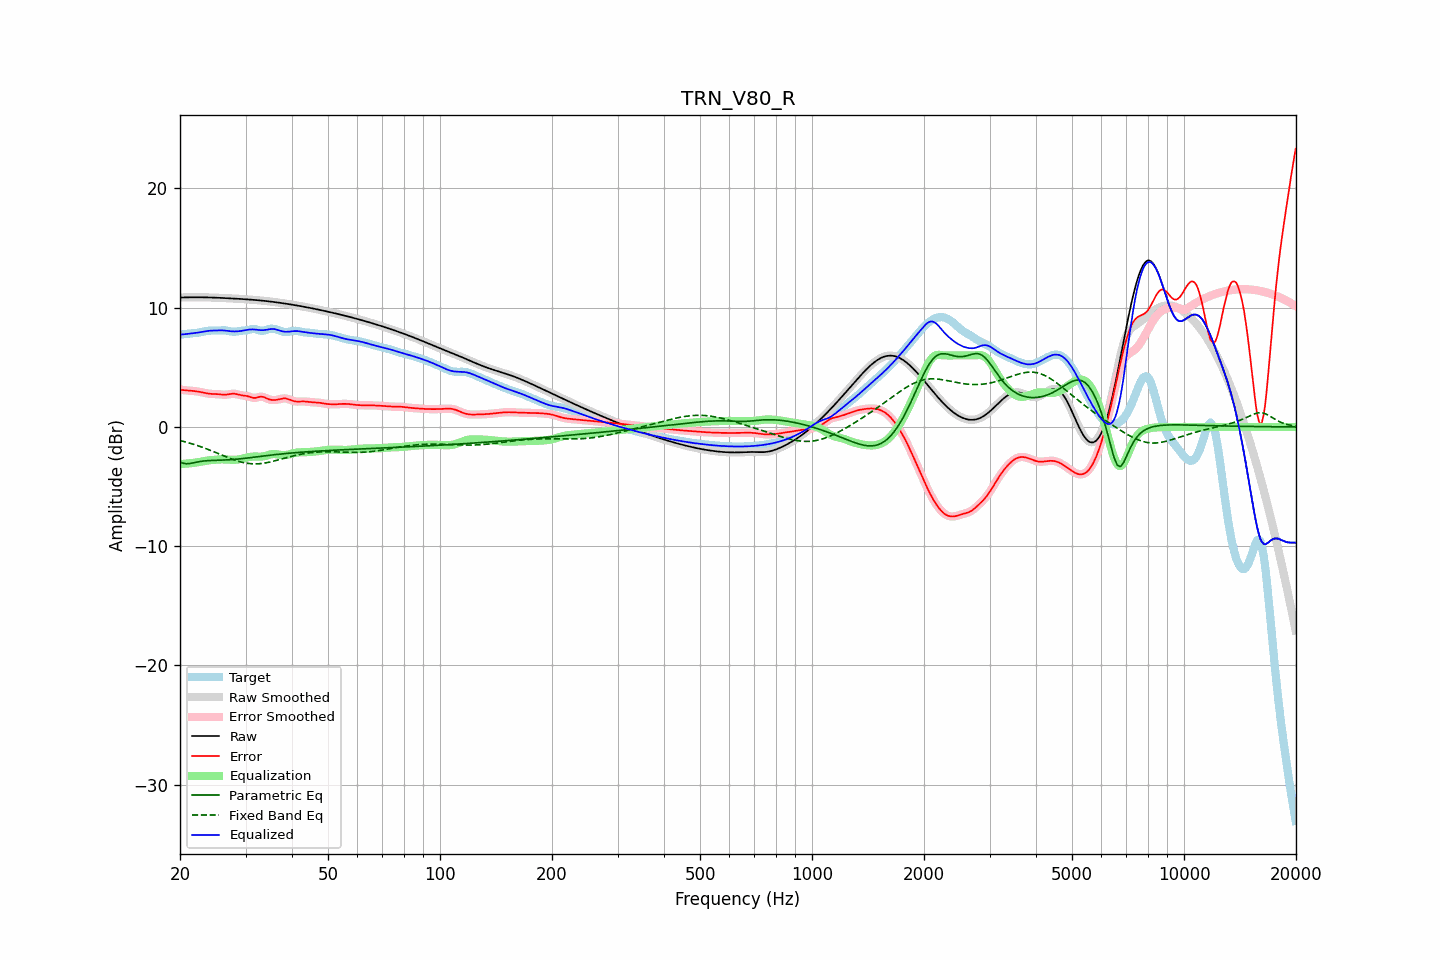 TRN_V80_R
Amplitude (dBr)
20
10
0
−10
−20
−30
Target
Raw Smoothed
Error Smoothed
Raw
Error
Equalization
Parametric Eq
Fixed Band Eq
Equalized
20 50 100 200 500 1000 2000 5000 10000 20000
Frequency (Hz)